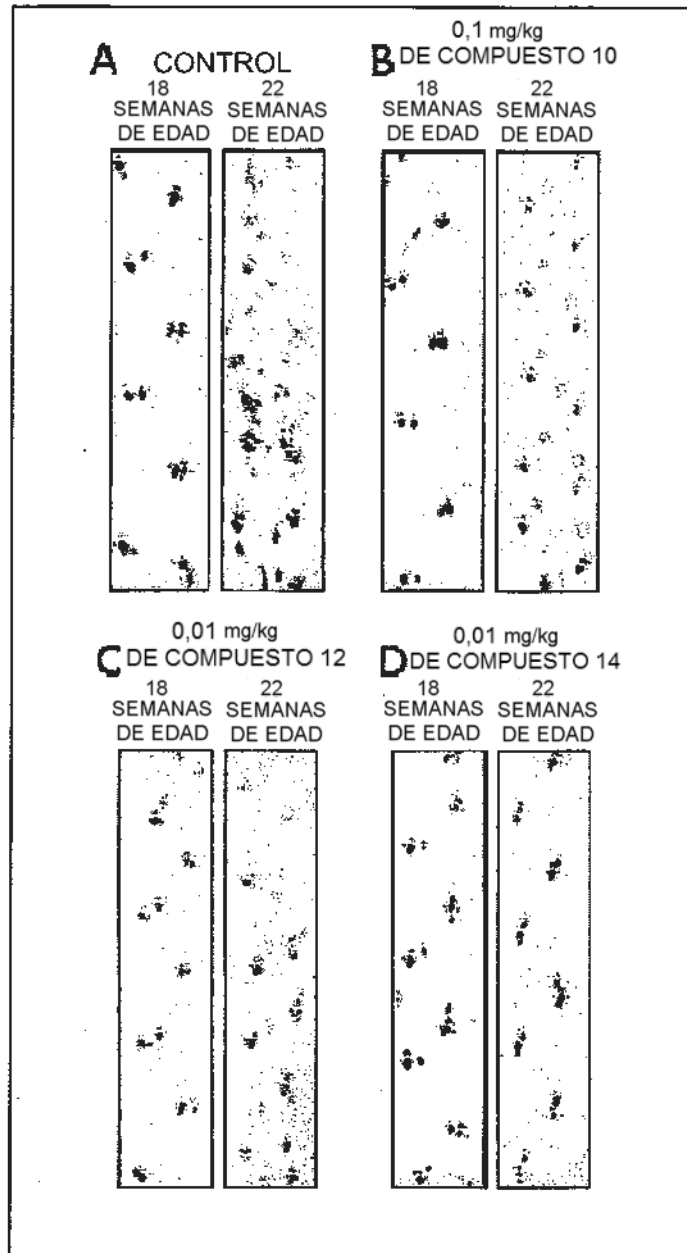 A CONTROL
18
SEMANAS
DE EDAD
22
SEMANAS
DE EDAD
0,1 mg/kg
B DE COMPUESTO 10
18
SEMANAS
DE EDAD
22
SEMANAS
DE EDAD
0,01 mg/kg
C DE COMPUESTO 12
18
SEMANAS
DE EDAD
22
SEMANAS
DE EDAD
0,01 mg/kg
D DE COMPUESTO 14
18
SEMANAS
DE EDAD
22
SEMANAS
DE EDAD